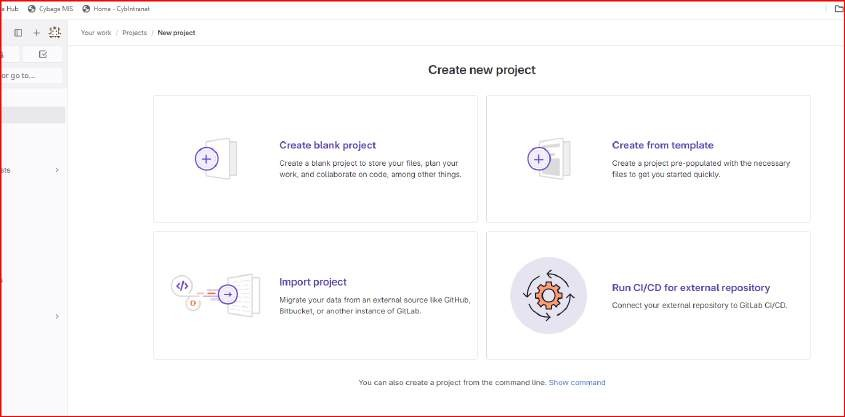 Hub Cybage MIS Home - CybIntranet
Your work / Projects / New project
or go to...
Create new project
Create blank project
Create a blank project to store your files, plan your
work, and collaborate on code, among other things.
Create from template
Create a project pre-populated with the necessary
files to get you started quickly.
Import project
Migrate your data from an external source like GitHub,
Bitbucket, or another instance of GitLab.
Run CI/CD for external repository
Connect your external repository to GitLab CI/CD.
You can also create a project from the command line. Show command